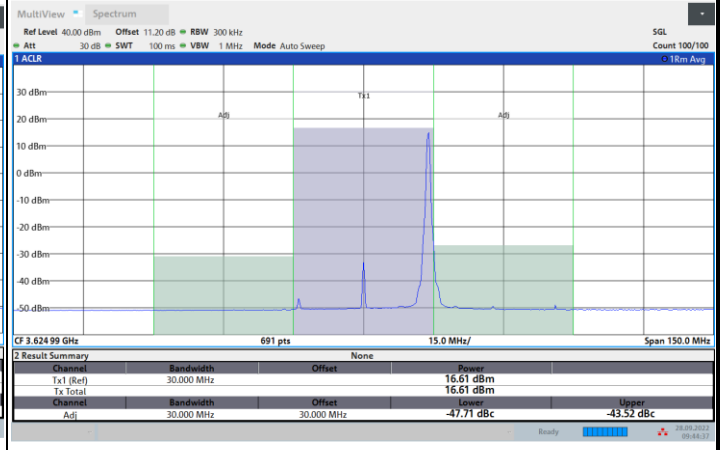 MultiView Spectrum
Ref Level 40.00 dBm Offset 11.20 dB RBW 300 kHz SGL
Att 30 dB SWT 100 ms VBW 1 MHz Mode Auto Sweep Count 100/100
1 ACLR 1Rm Avg
30 dBm Tx1
20 dBm Adj Adj
10 dBm
0 dBm
-10 dBm
-20 dBm
-30 dBm
-40 dBm
-50 dBm
CF 3.624 99 GHz 691 pts 15.0 MHz/ Span 150.0 MHz
2 Result Summary None
Channel Bandwidth Offset Power
Tx1 (Ref) 30.000 MHz 16.61 dBm
Tx Total 16.61 dBm
Channel Bandwidth Offset Lower Upper
Adj 30.000 MHz 30.000 MHz -47.71 dBc -43.52 dBc
Ready 28.09.2022
09:44:37